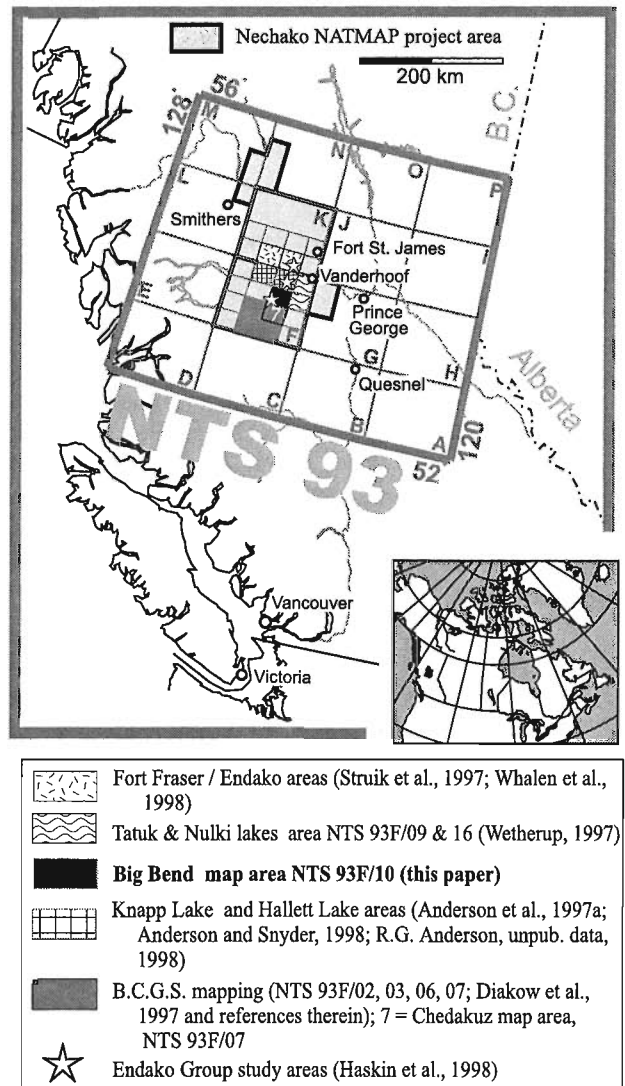 Nechako NATMAP project area
200 km
B.C.
56°
128°
M
N
O
P
L
K
J
I
Smithers
Fort St. James
Vanderhoof
Prince
George
E
7
F
G
H
Quesnel
D
C
B
A
Alberta
120
52
NTS 93
Vancouver
Victoria
Fort Fraser / Endako areas (Struik et al., 1997; Whalen et al.,
1998)
Tatuk & Nulki lakes area NTS 93F/09 & 16 (Wetherup, 1997)
Big Bend map area NTS 93F/10 (this paper)
Knapp Lake and Hallett Lake areas (Anderson et al., 1997a;
Anderson and Snyder, 1998; R.G. Anderson, unpub. data,
1998)
B.C.G.S. mapping (NTS 93F/02, 03, 06, 07; Diakow et al.,
1997 and references therein); 7 = Chedakuz map area,
NTS 93F/07
Endako Group study areas (Haskin et al., 1998)